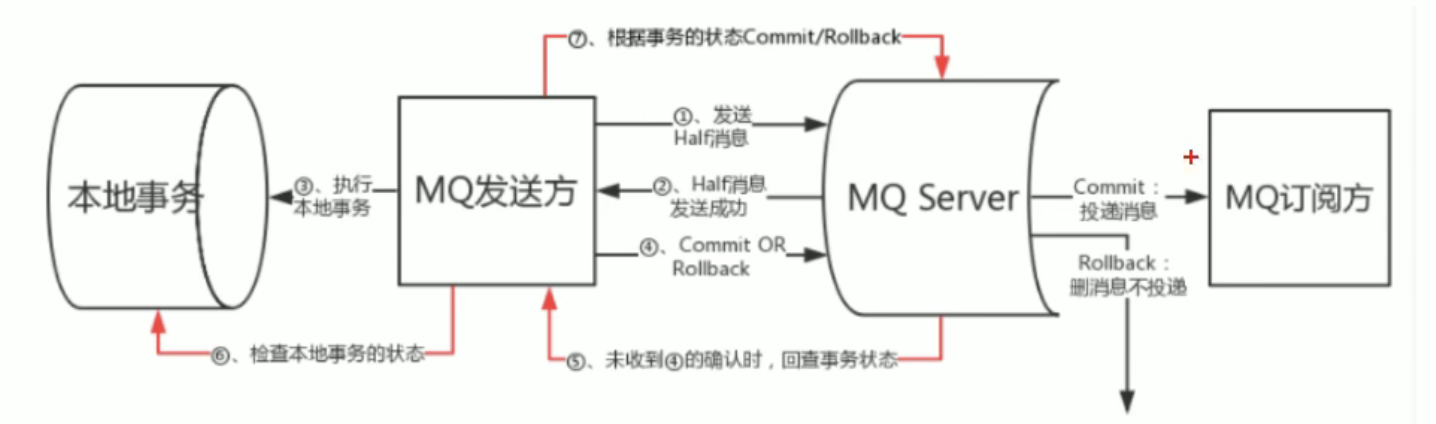 ⑦、根据事务的状态Commit/Rollback
①、发送
Half消息
③、执行
本地事务
本地事务
MQ发送方
②、Half消息
发送成功
MQ Server
Commit：
投递消息
MQ订阅方
④、Commit OR
Rollback
Rollback：
删消息不投递
⑥、检查本地事务的状态
⑤、未收到④的确认时，回查事务状态